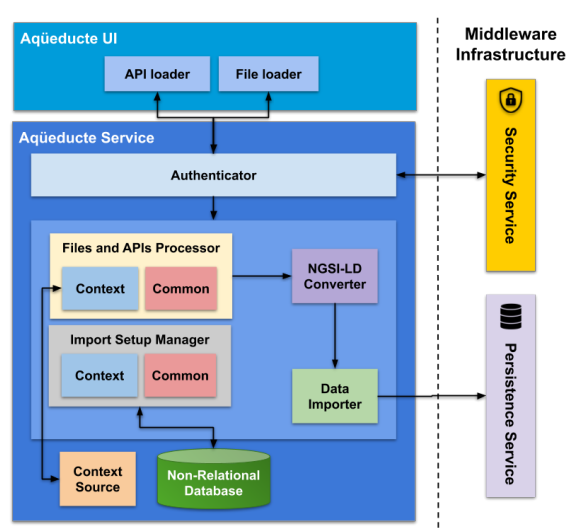 Aqüeducte UI
API loader
File loader
Middleware
Infrastructure
Security Service
Aqüeducte Service
Authenticator
Files and APIs Processor
Context
Common
NGSI-LD
Converter
Import Setup Manager
Context
Common
Data
Importer
Persistence Service
Context
Source
Non-Relational
Database